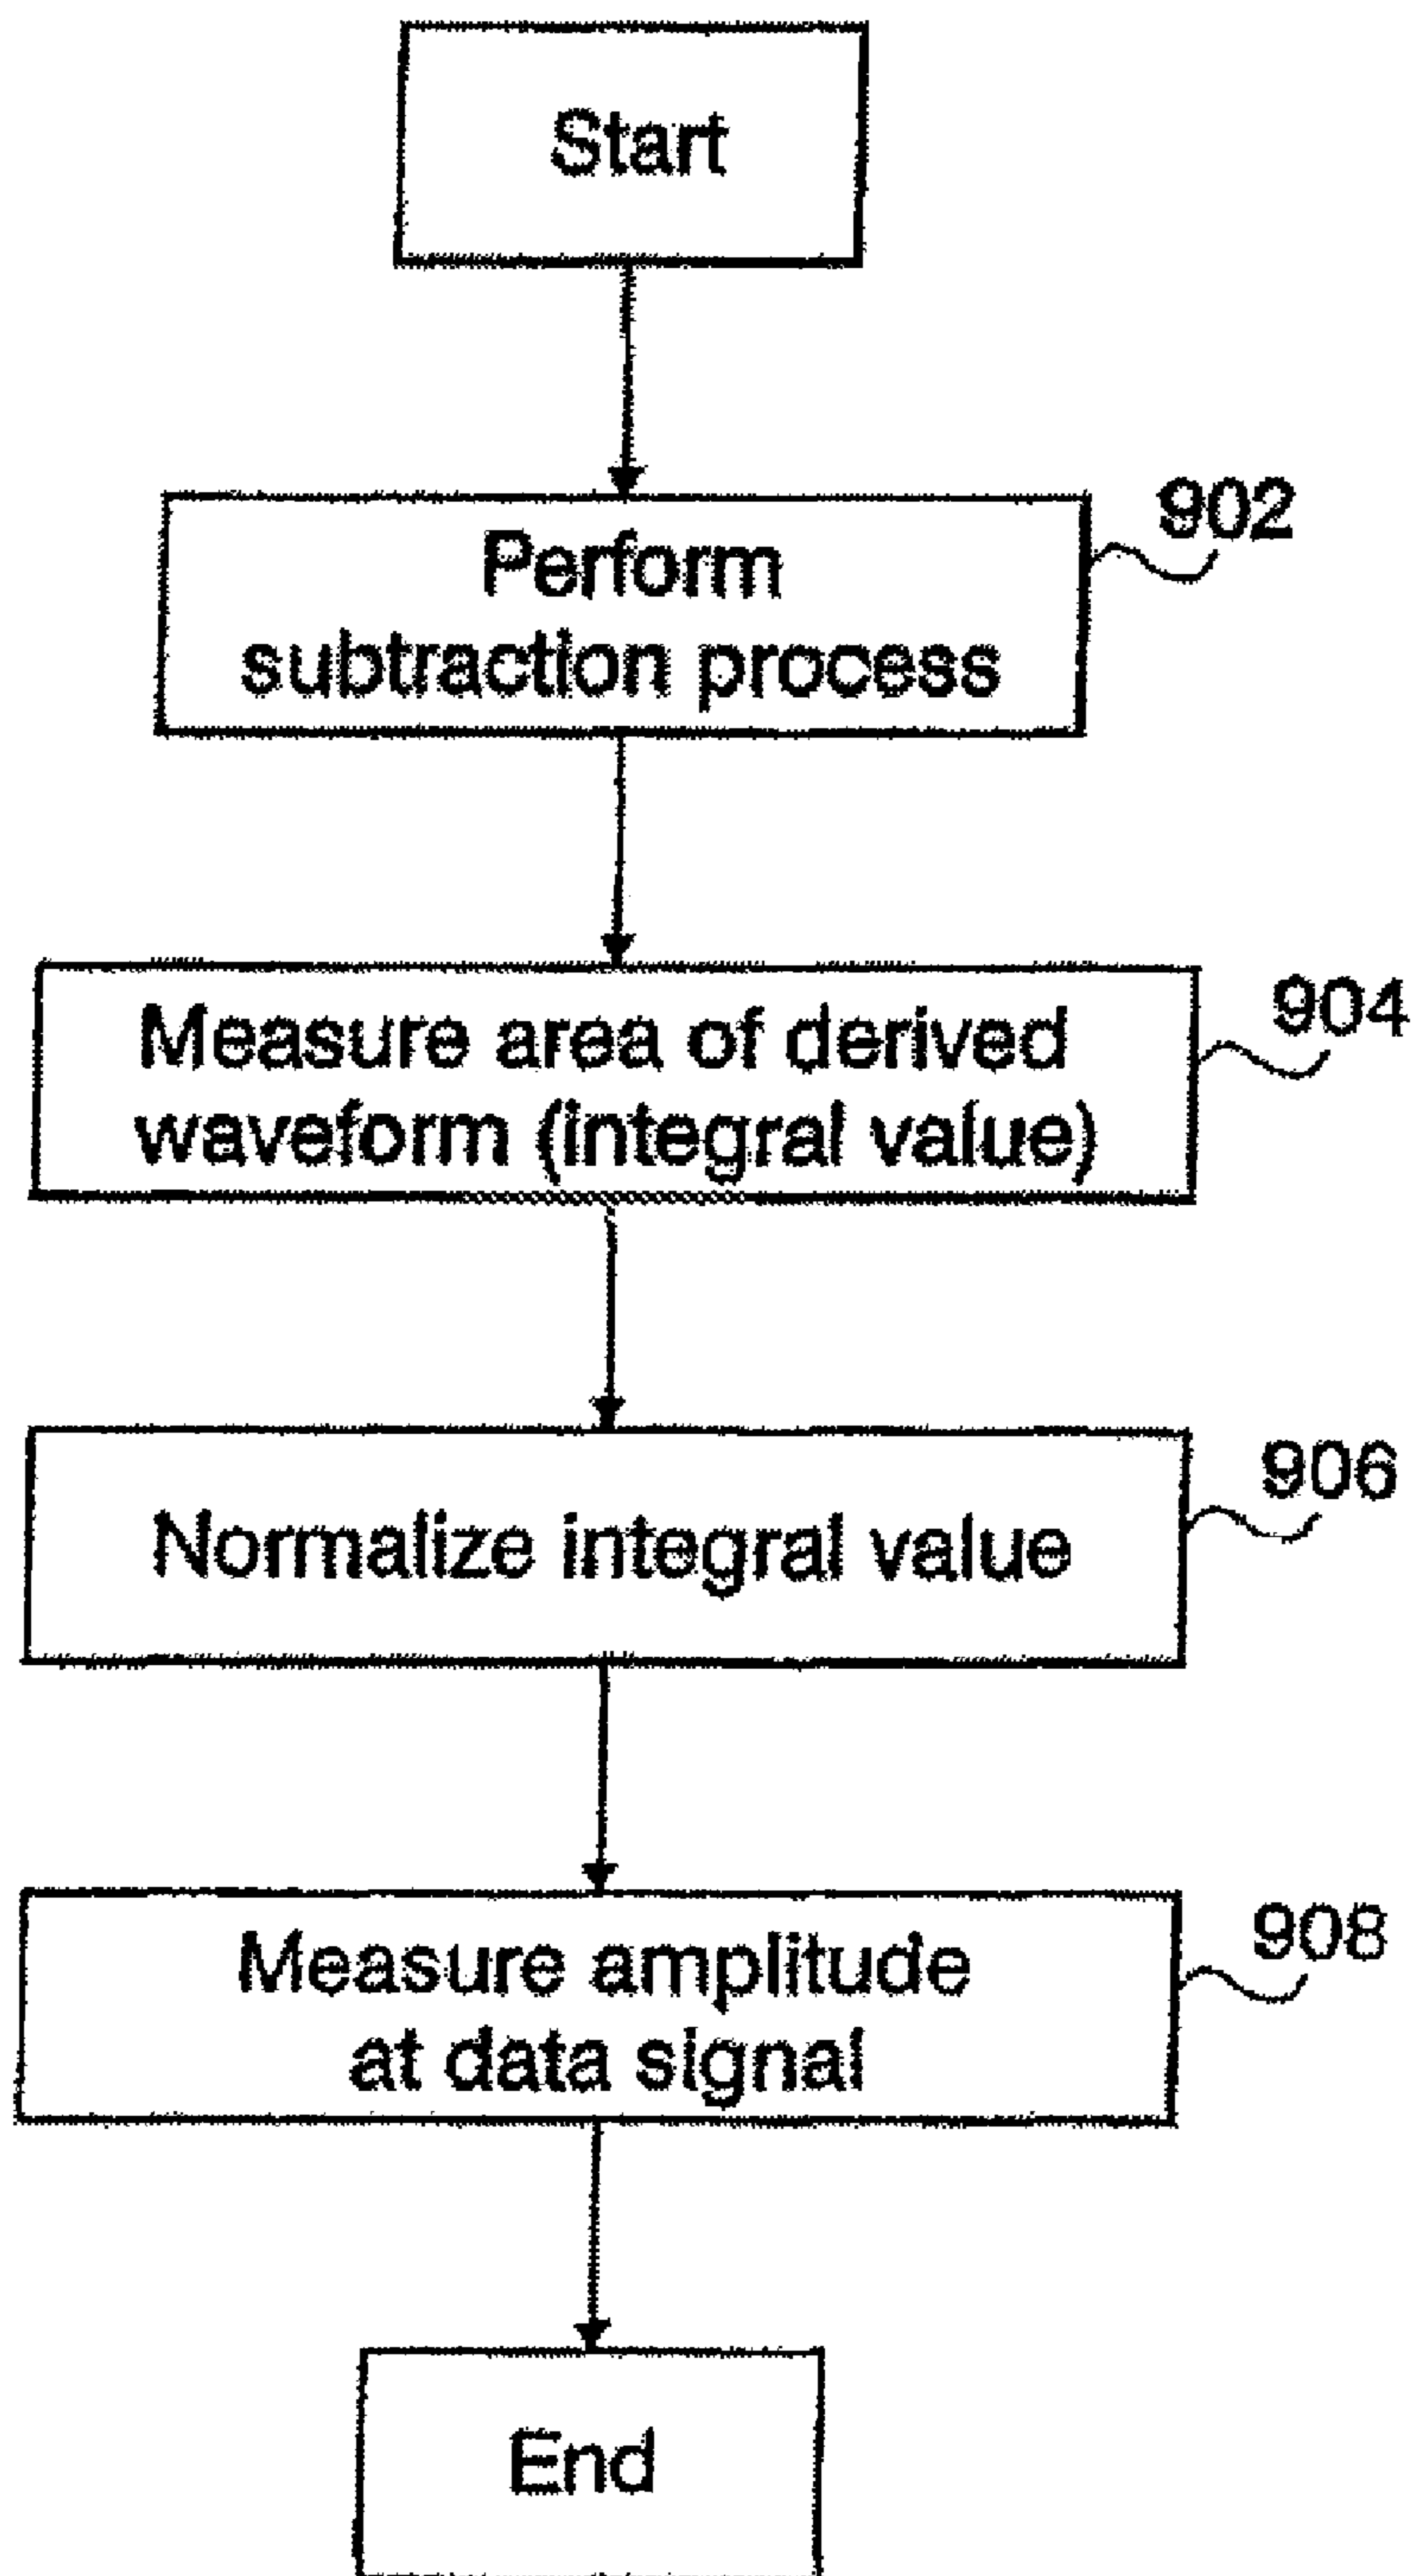 Start
902
Perform
subtraction process
904
Measure area of derived
waveform (integral value)
906
Normalize integral value
908
Measure amplitude
at data signal
End